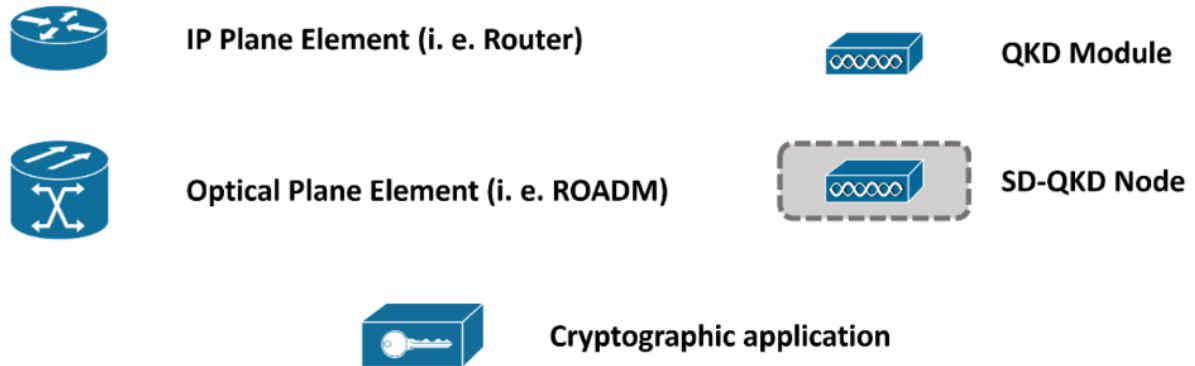 IP Plane Element (i. e. Router)
QKD Module
Optical Plane Element (i. e. ROADM)
SD-QKD Node
Cryptographic application